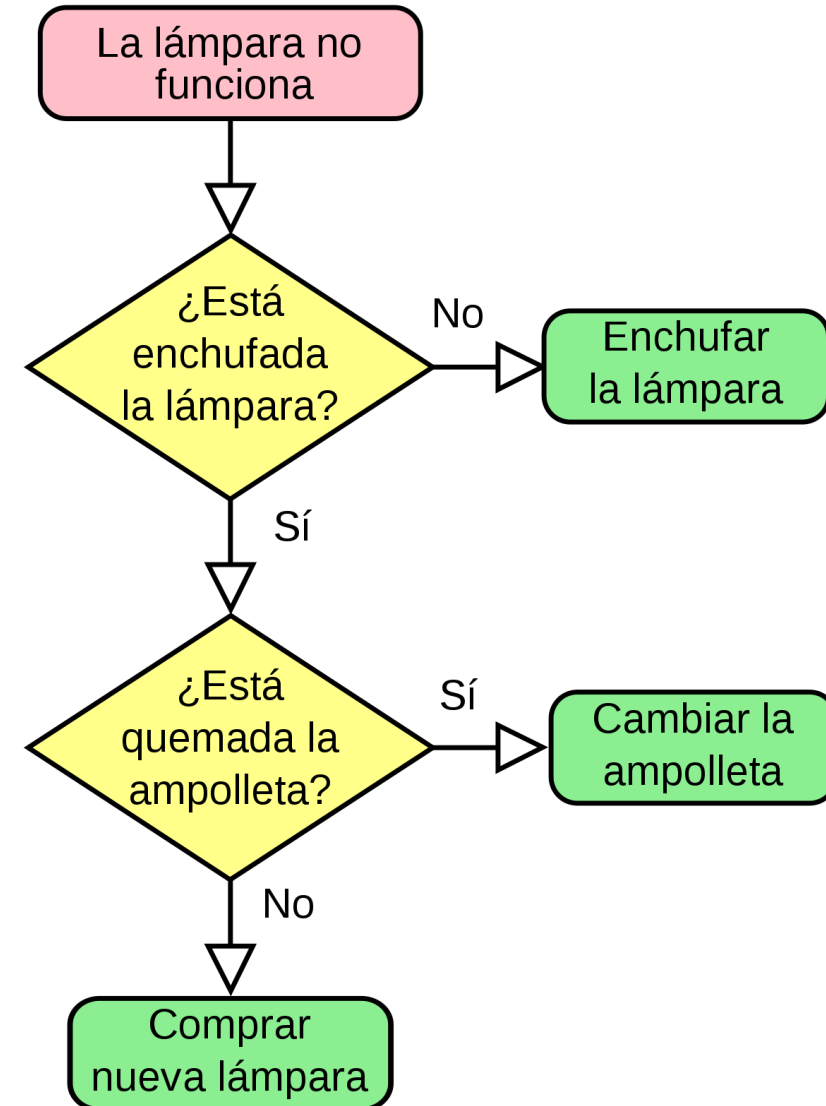 La lámpara no
funciona
¿Está
enchufada
la lámpara?
No
Enchufar
la lámpara
Sí
¿Está
quemada la
ampolleta?
Sí
Cambiar la
ampolleta
No
Comprar
nueva lámpara